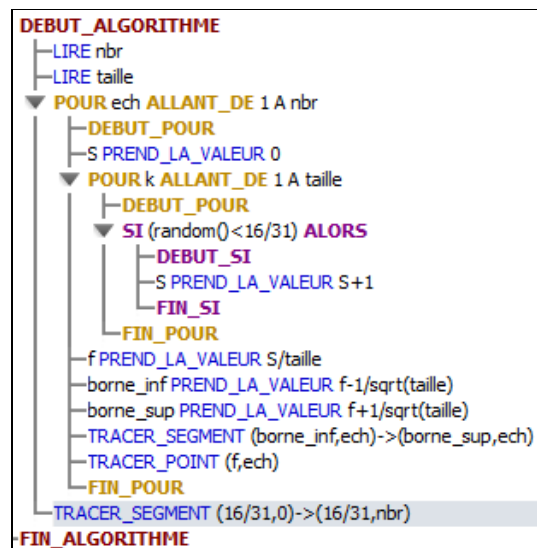 DEBUT_ALGORITHME
LIRE nbr
LIRE taille
POUR ech ALLANT_DE 1 A nbr
DEBUT_POUR
S PREND_LA_VALEUR 0
POUR k ALLANT_DE 1 A taille
DEBUT_POUR
SI (random()<16/31) ALORS
DEBUT_SI
S PREND_LA_VALEUR S+1
FIN_SI
FIN_POUR
f PREND_LA_VALEUR S/taille
borne_inf PREND_LA_VALEUR f-1/sqrt(taille)
borne_sup PREND_LA_VALEUR f+1/sqrt(taille)
TRACER_SEGMENT (borne_inf,ech)->(borne_sup,ech)
TRACER_POINT (f,ech)
FIN_POUR
TRACER_SEGMENT (16/31,0)->(16/31,nbr)
FIN_ALGORITHME